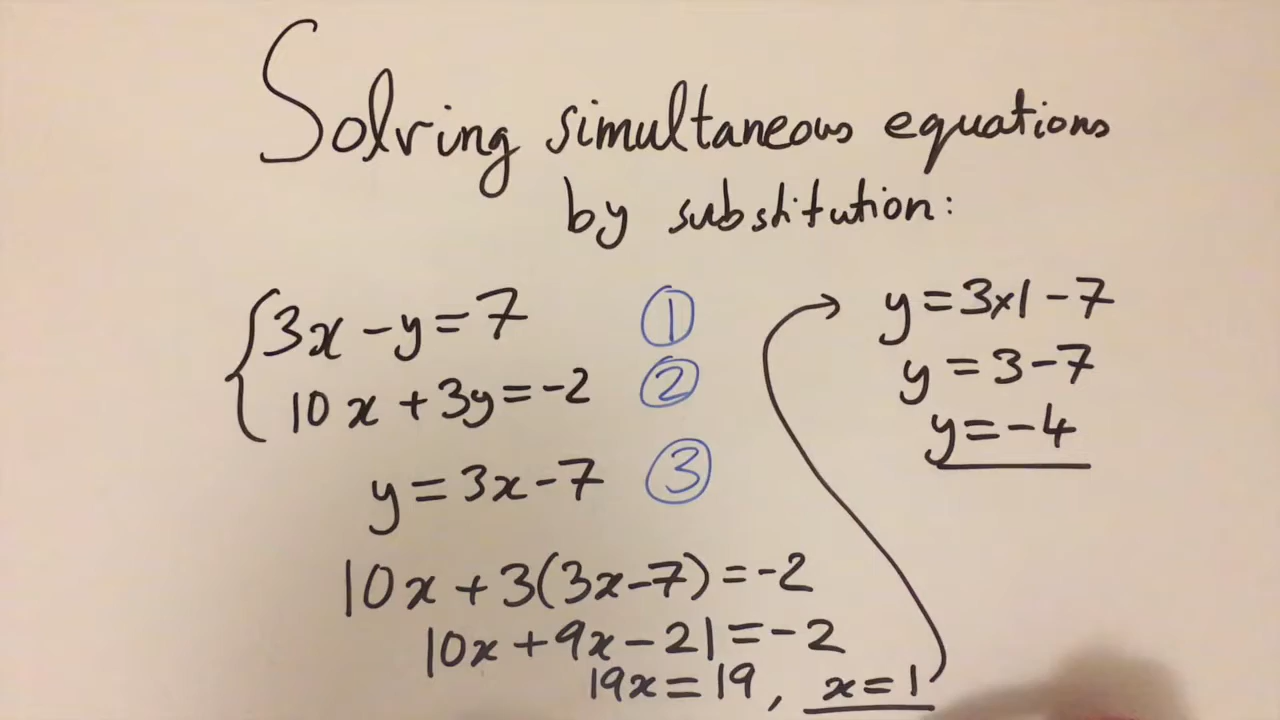 Solving simultaneous equations
by substitution:
3x - y = 7 ①
10x + 3y = -2 ②
y = 3x - 7 ③
10x + 3(3x - 7) = -2
10x + 9x - 21 = -2
19x = 19, x = 1
y = 3×1 - 7
y = 3 - 7
y = -4